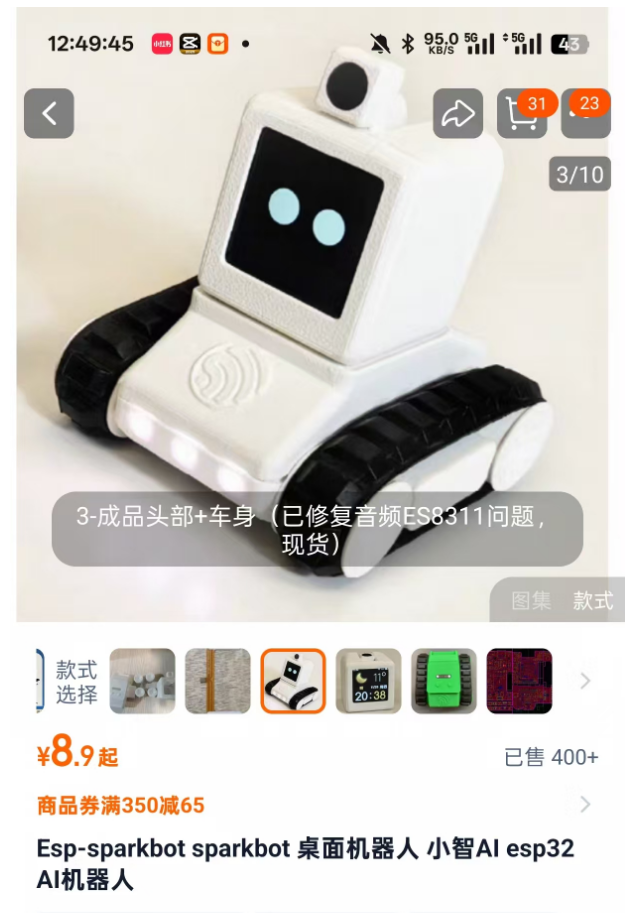 12:49:45
小红书
95.0
KB/S
5G
5G
43
31
23
3/10
3-成品头部+车身（已修复音频ES8311问题，
现货）
图集 款式
款式
选择
11°
20:38
¥8.9起
已售 400+
商品券满350减65
Esp-sparkbot sparkbot 桌面机器人 小智AI esp32
AI机器人